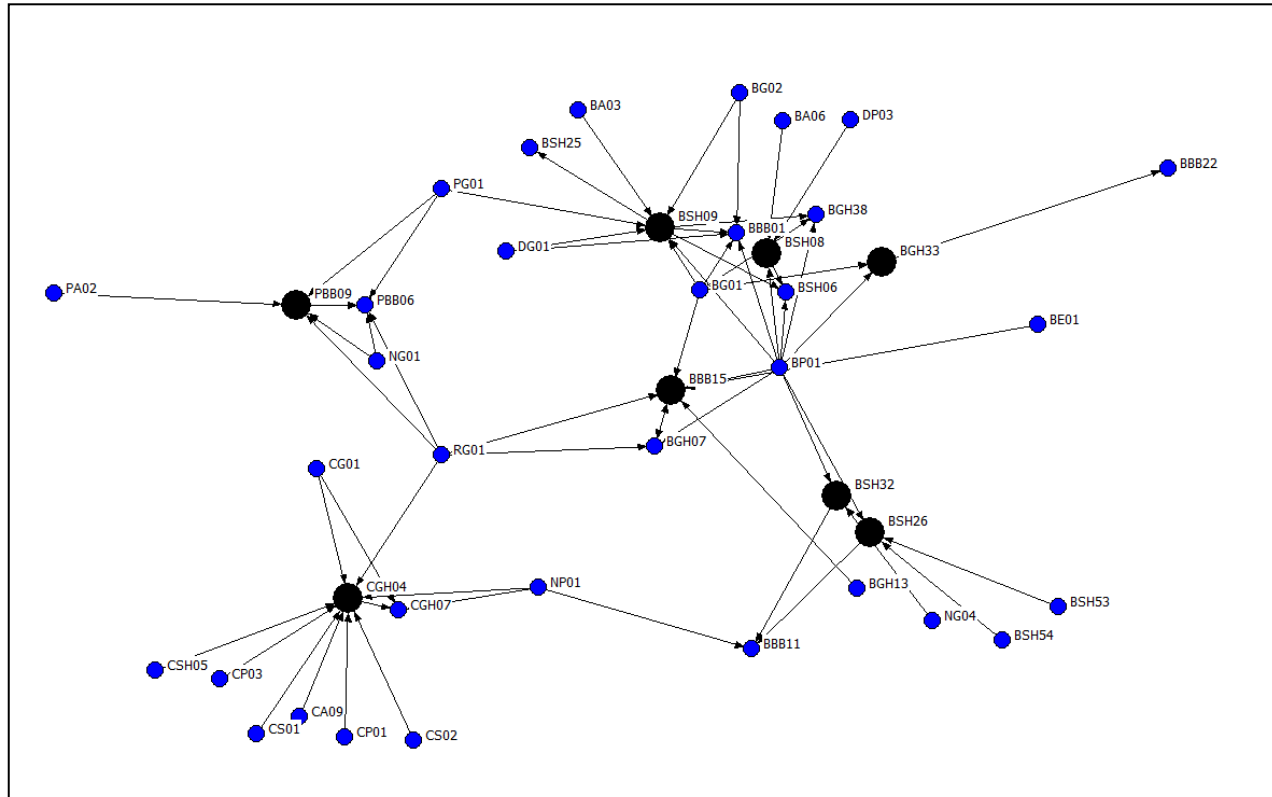 BG02
BA03
BA06
DP03
BSH25
BBB22
PG01
BGH38
BSH09
BBB01
DG01
BSH08
BGH33
PA02
BG01
BSH06
PBB09
PBB06
BE01
NG01
BP01
BBB15
RG01
BGH07
CG01
BSH32
BSH26
CGH04
NP01
BGH13
CGH07
BSH53
NG04
BSH54
BBB11
CSH05
CP03
CA09
CS01
CP01
CS02